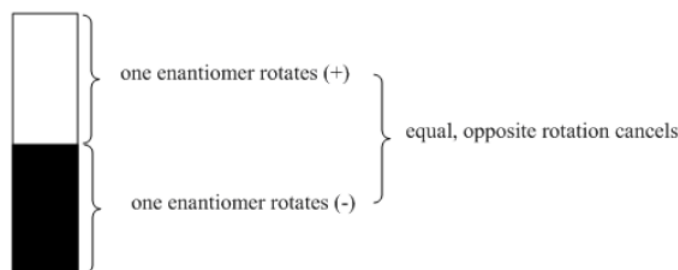 one enantiomer rotates (+)
equal, opposite rotation cancels
one enantiomer rotates (-)